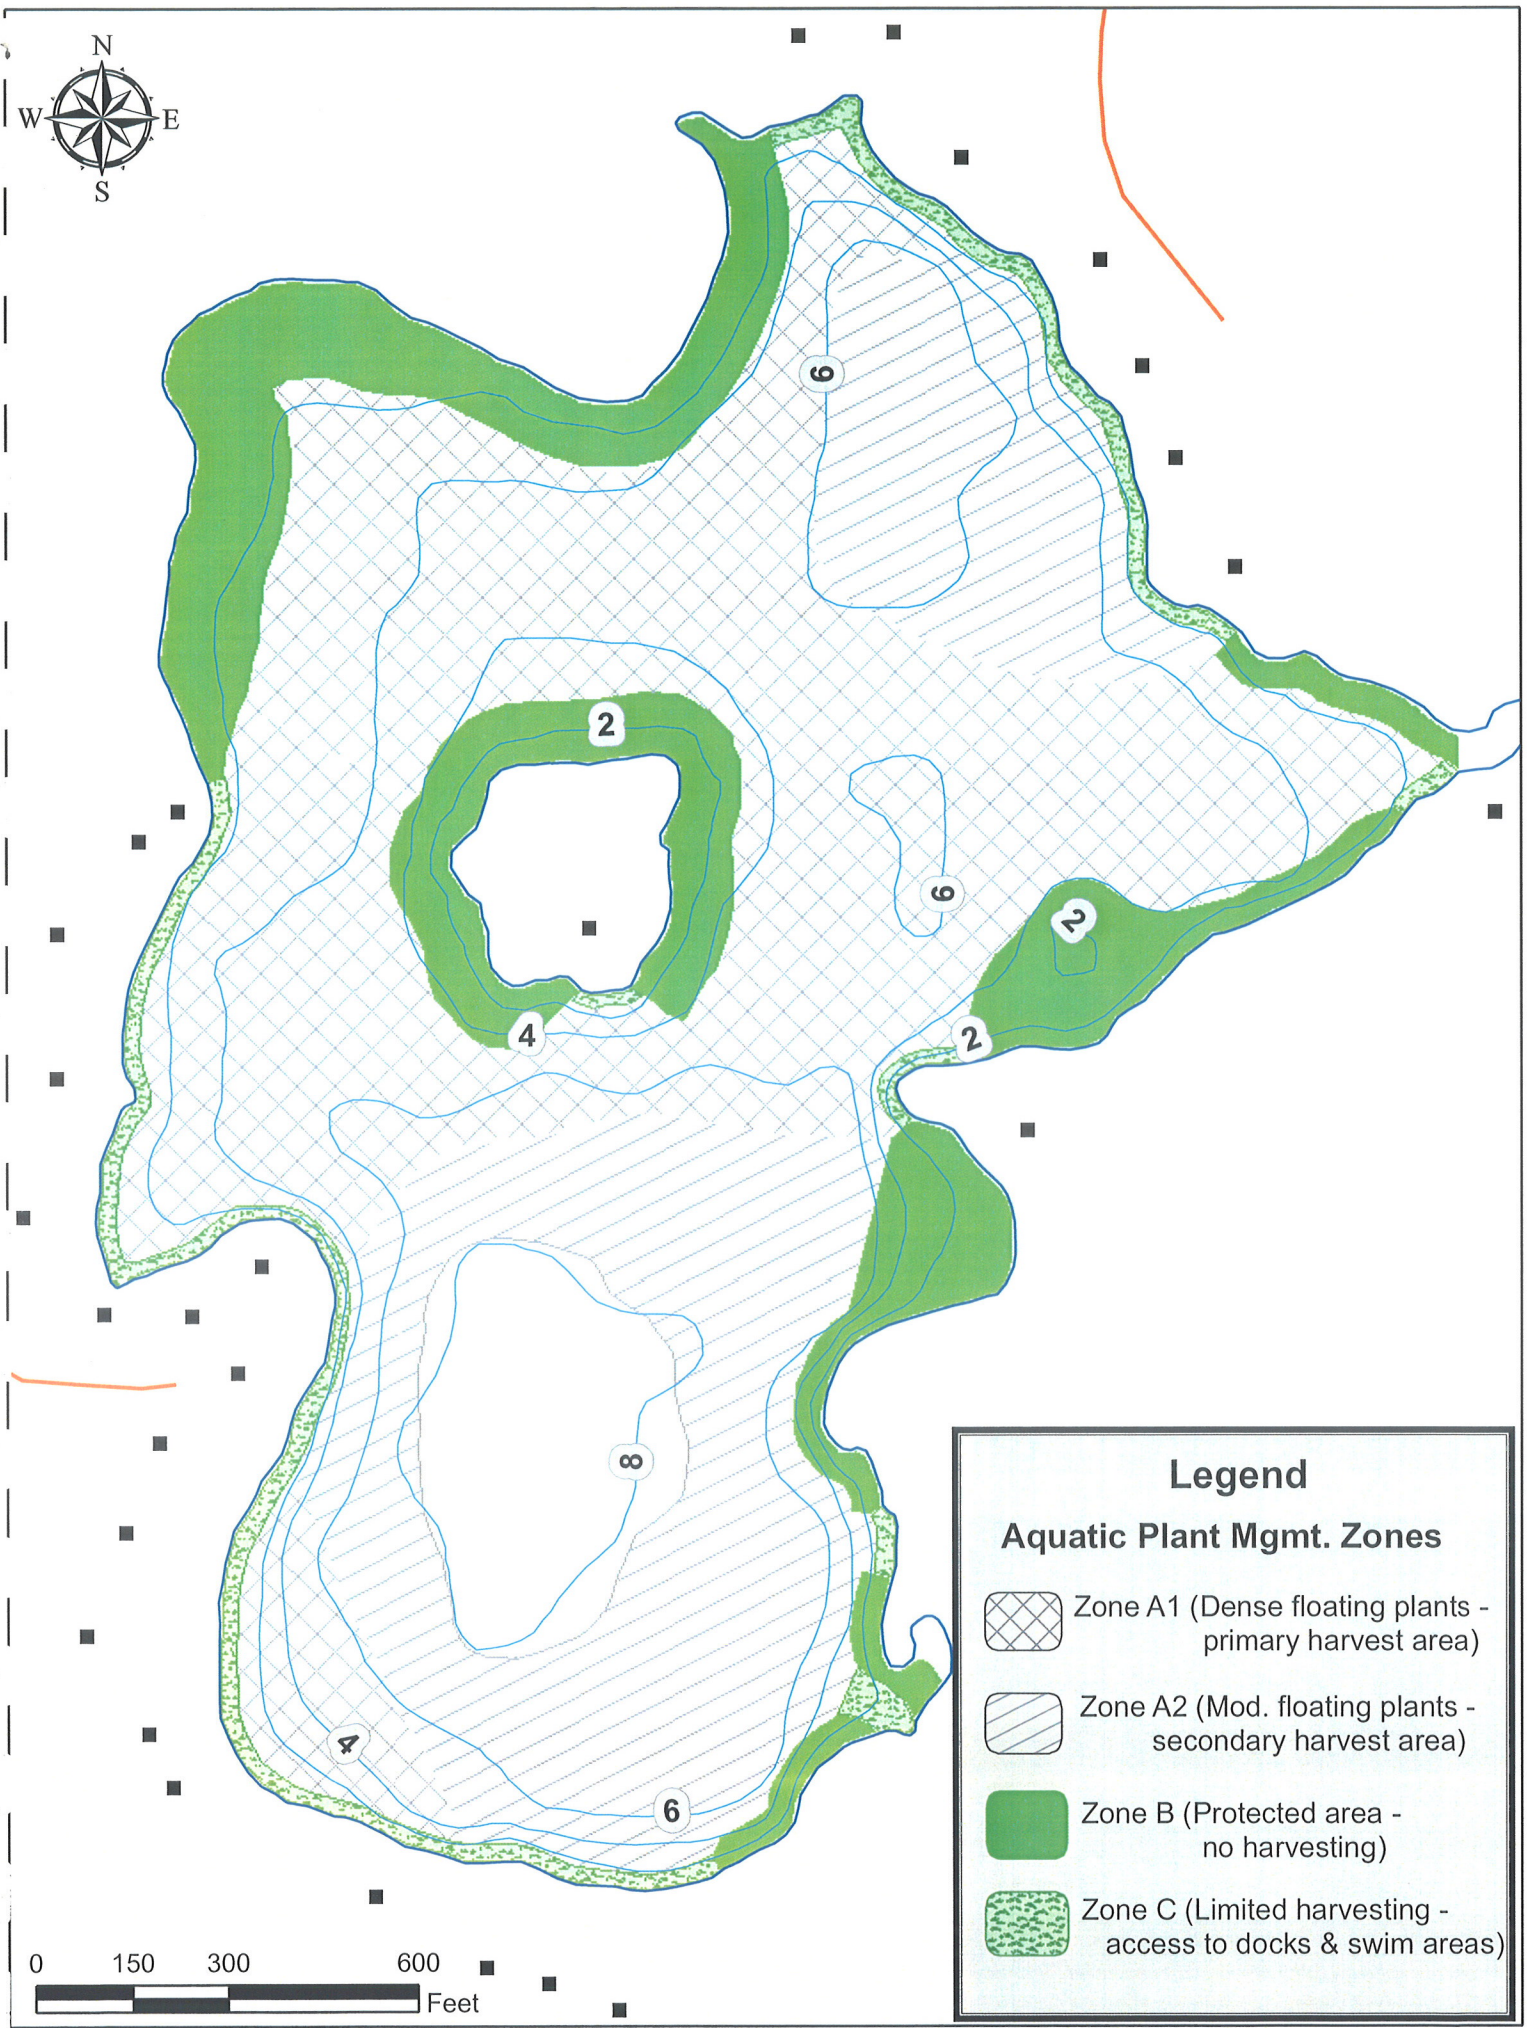 N
W E
S
6
2
6
2
4
2
8
4
6
Legend
Aquatic Plant Mgmt. Zones
Zone A1 (Dense floating plants -
primary harvest area)
Zone A2 (Mod. floating plants -
secondary harvest area)
Zone B (Protected area -
no harvesting)
Zone C (Limited harvesting -
access to docks & swim areas)
0 150 300 600
Feet